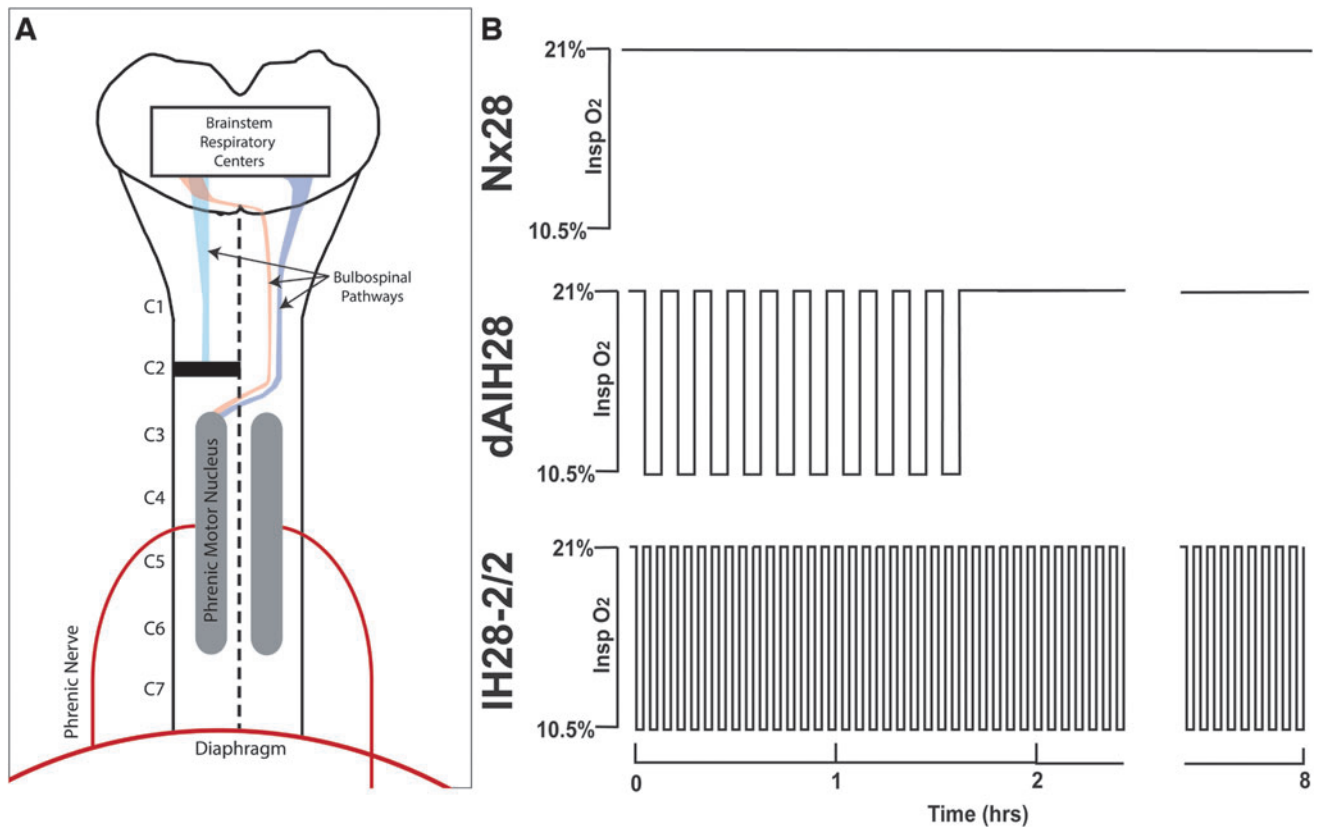 A
Brainstem
Respiratory
Centers
Bulbospinal
Pathways
C1
C2
C3
C4
C5
C6
C7
Phrenic Motor Nucleus
Phrenic Nerve
Diaphragm
B
Nx28
21%
Insp O2
10.5%
dAIH28
21%
Insp O2
10.5%
IH28-2/2
21%
Insp O2
10.5%
0
1
2
8
Time (hrs)